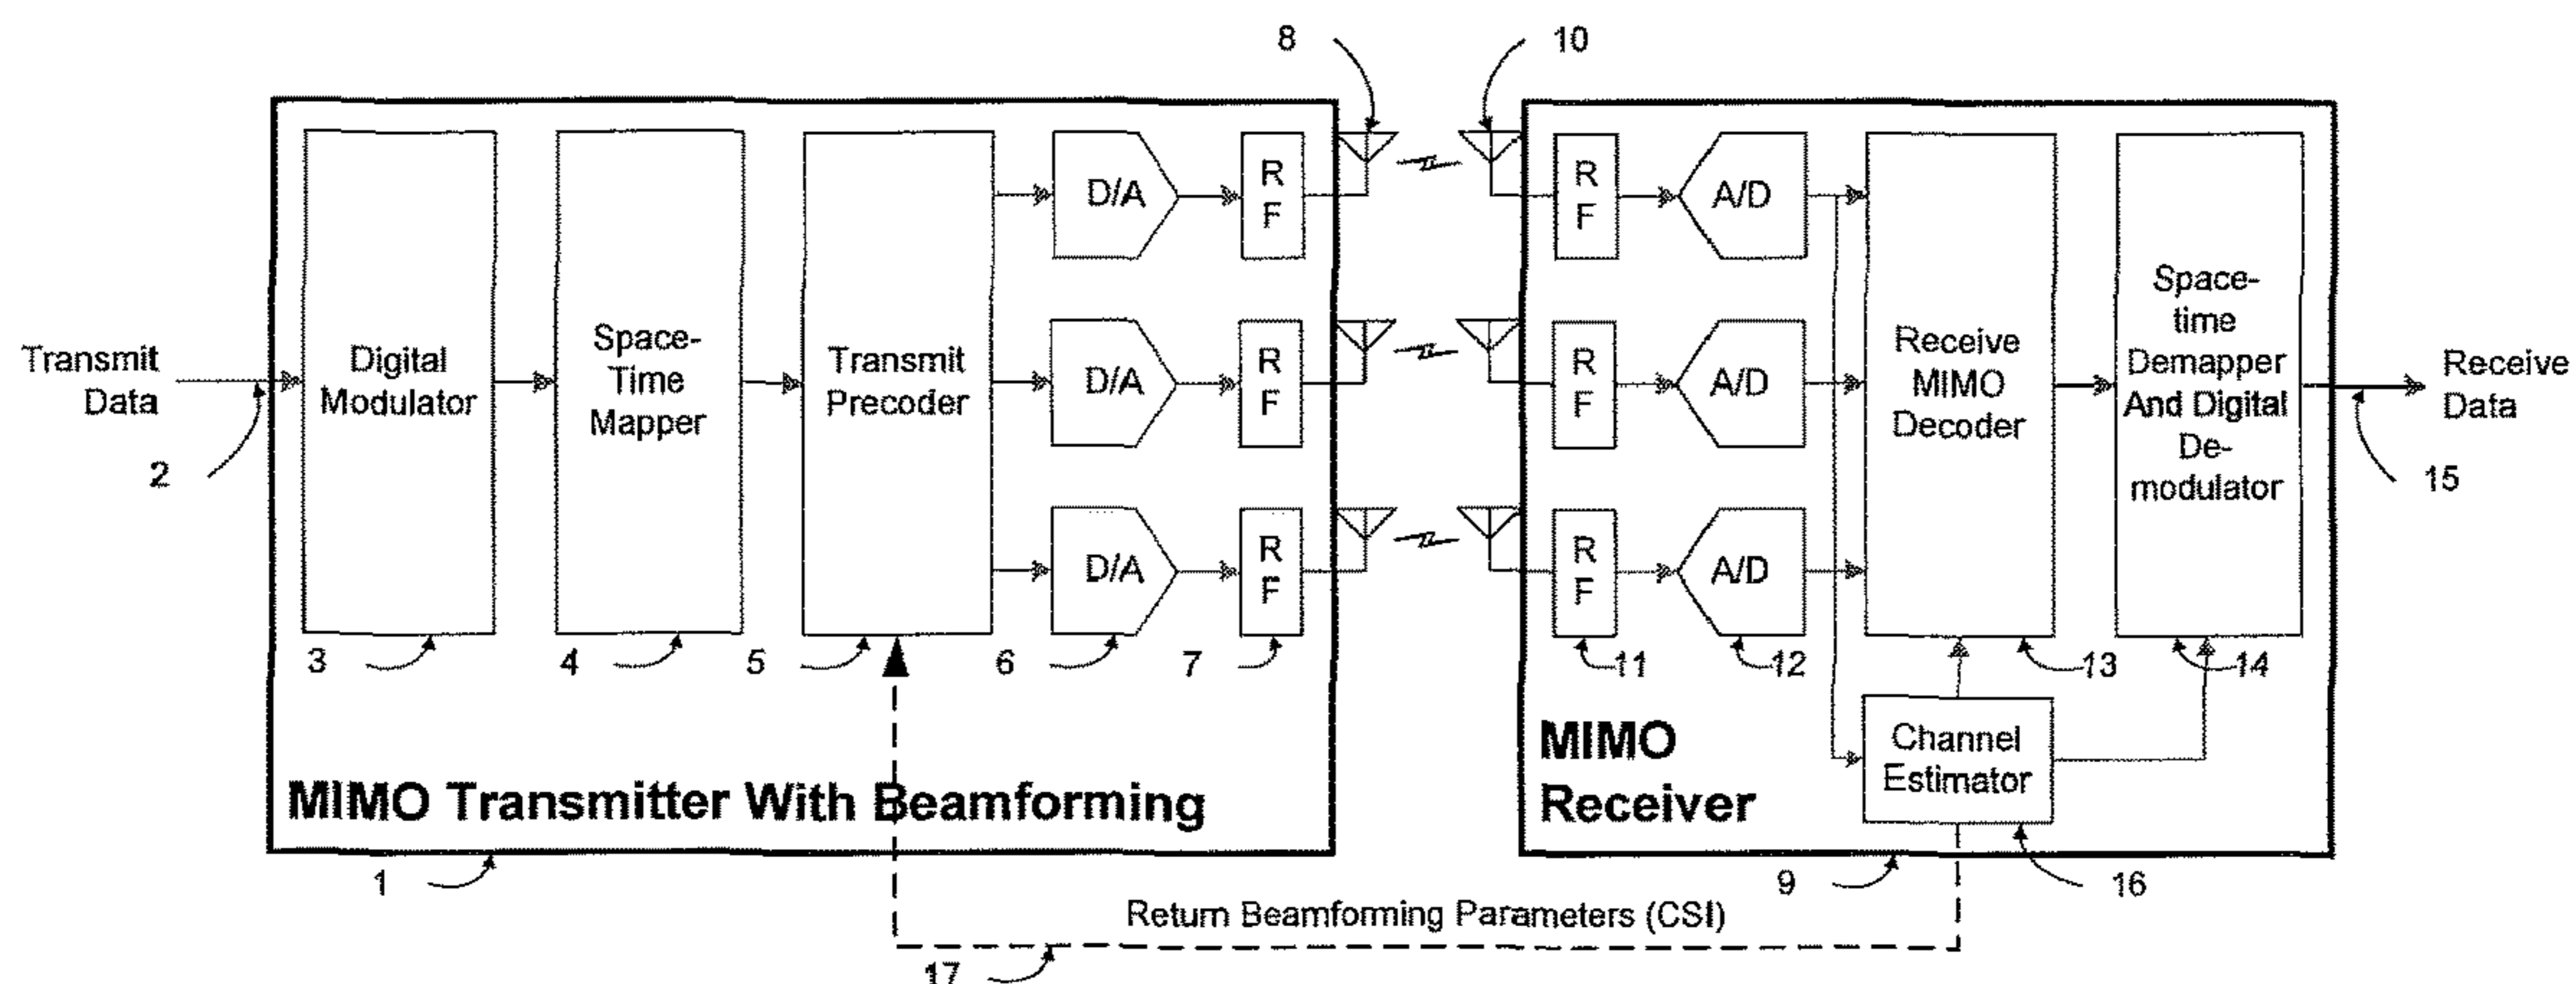 8
10
Transmit
Data
2
Digital
Modulator
3
Space-
Time
Mapper
4
Transmit
Precoder
5
D/A
D/A
D/A
6
R
F
R
F
R
F
7
MIMO Transmitter With Beamforming
1
R
F
R
F
R
F
11
A/D
A/D
A/D
12
Receive
MIMO
Decoder
13
Space-
time
Demapper
And Digital
De-
modulator
14
Receive
Data
15
Channel
Estimator
16
MIMO
Receiver
9
Return Beamforming Parameters (CSI)
17